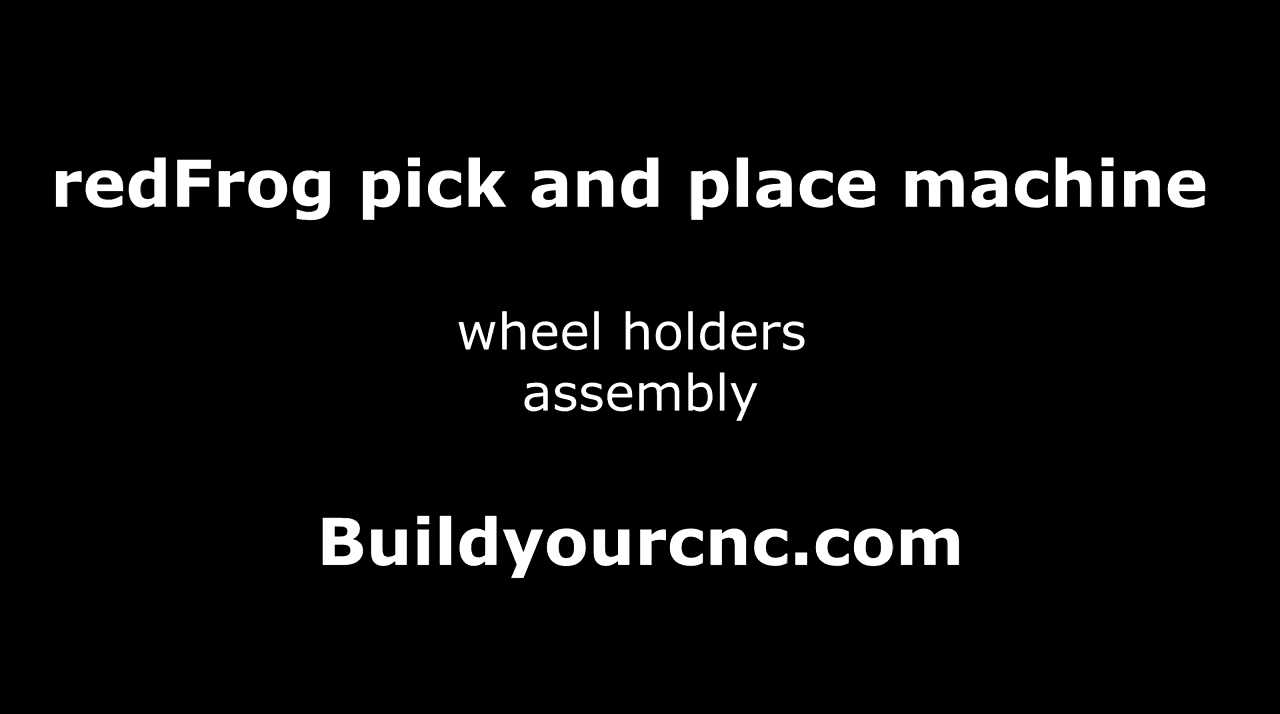 redFrog pick and place machine
wheel holders
assembly
Buildyourcnc.com